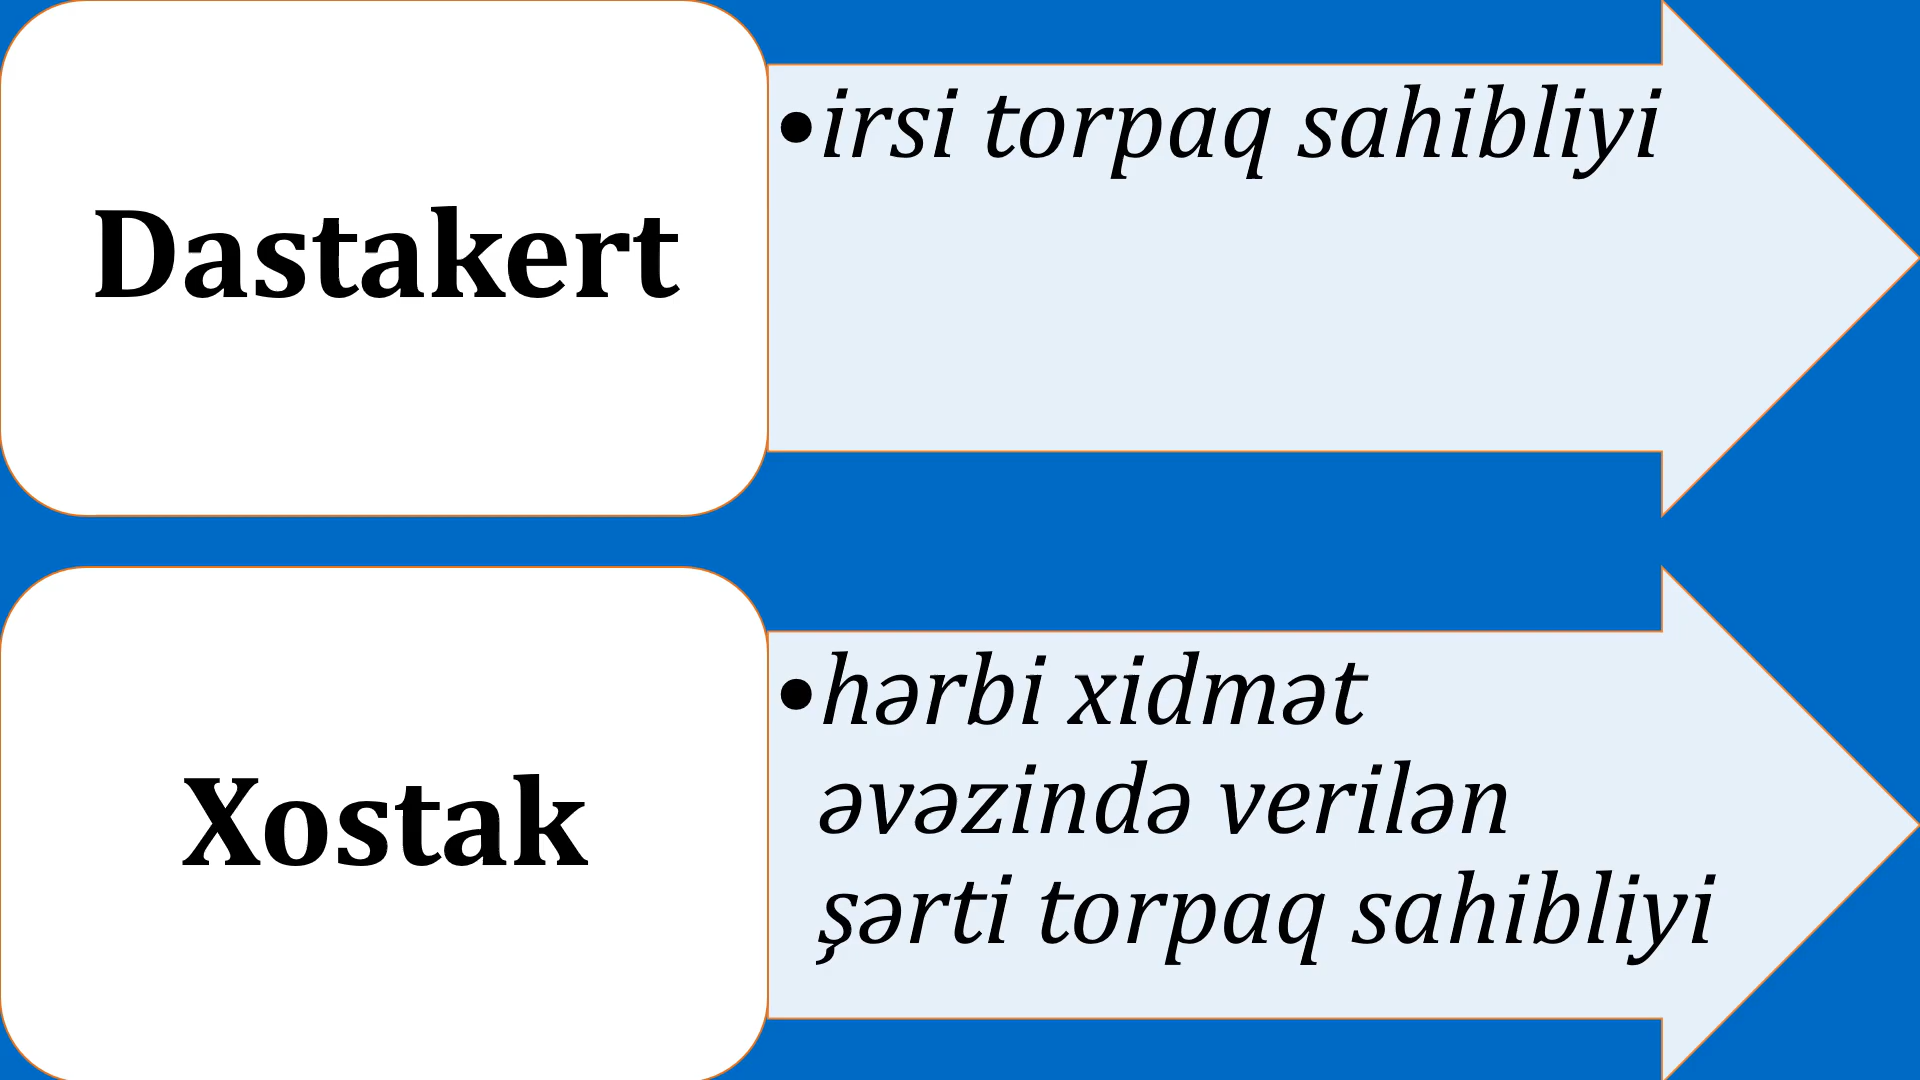 Dastakert
•irsi torpaq sahibliyi
Xostak
•hərbi xidmət
əvəzində verilən
şərti torpaq sahibliyi